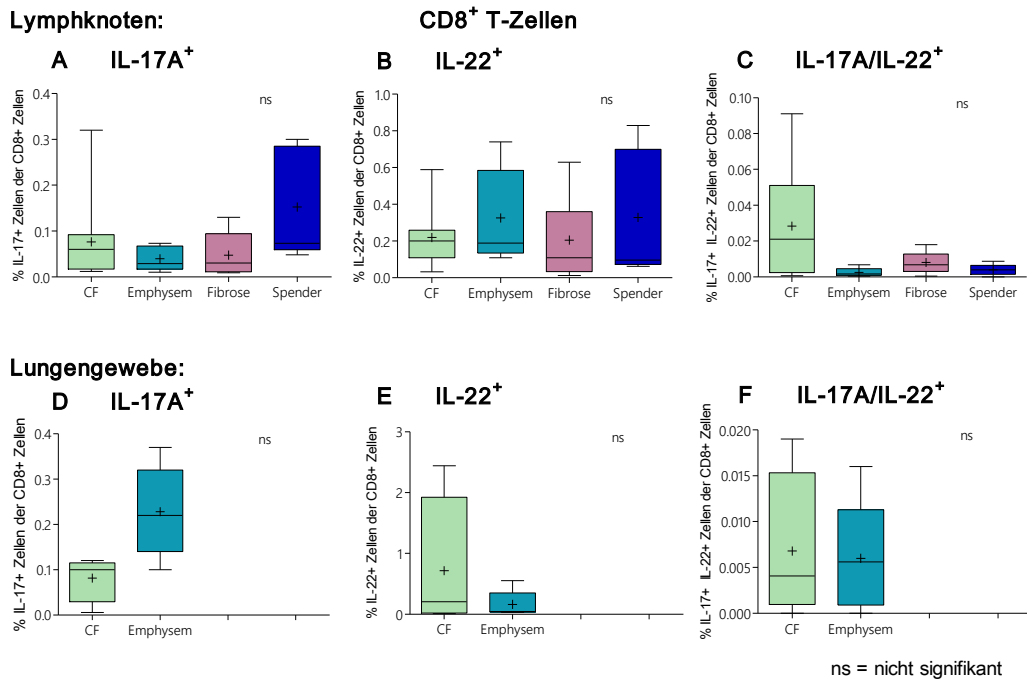 Lymphknoten: CD8⁺ T-Zellen
A IL-17A⁺
% IL-17+ Zellen der CD8+ Zellen
0.4
0.3
0.2
0.1
0.0
ns
CF Emphysem Fibrose Spender
B IL-22⁺
% IL-22+ Zellen der CD8+ Zellen
1.0
0.8
0.6
0.4
0.2
0.0
ns
CF Emphysem Fibrose Spender
C IL-17A/IL-22⁺
% IL-17+ IL-22+ Zellen der CD8+ Zellen
0.10
0.08
0.06
0.04
0.02
0.00
ns
CF Emphysem Fibrose Spender
Lungengewebe:
D IL-17A⁺
% IL-17+ Zellen der CD8+ Zellen
0.4
0.3
0.2
0.1
0.0
ns
CF Emphysem
E IL-22⁺
% IL-22+ Zellen der CD8+ Zellen
3
2
1
0
ns
CF Emphysem
F IL-17A/IL-22⁺
% IL-17+ IL-22+ Zellen der CD8+ Zellen
0.020
0.015
0.010
0.005
0.000
ns
CF Emphysem
ns = nicht signifikant